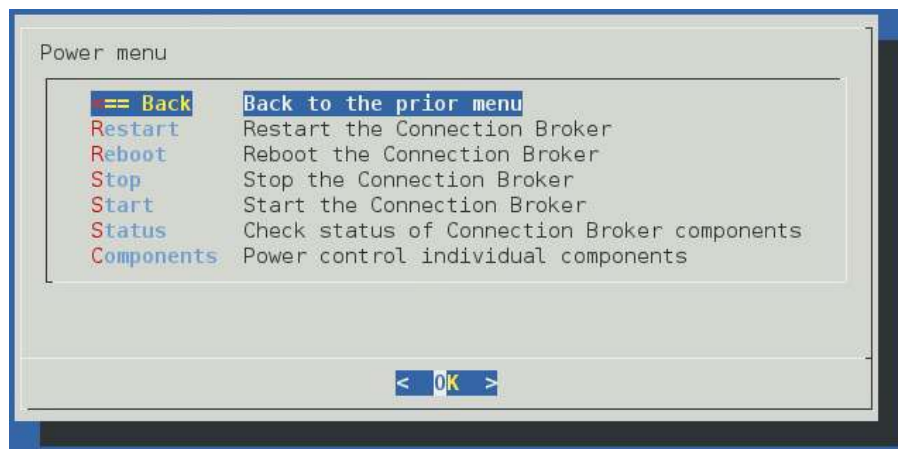 Power menu
<== Back Back to the prior menu
Restart Restart the Connection Broker
Reboot Reboot the Connection Broker
Stop Stop the Connection Broker
Start Start the Connection Broker
Status Check status of Connection Broker components
Components Power control individual components
< OK >